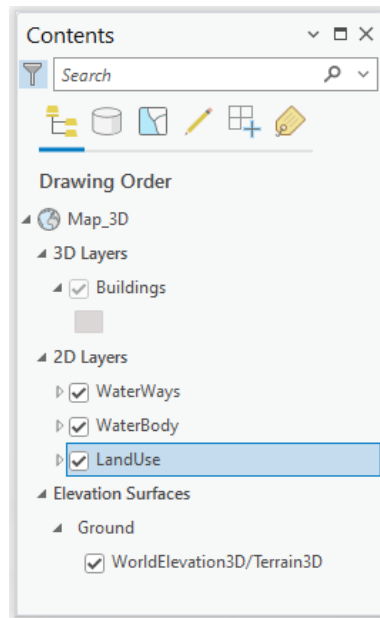 Contents
Search
Drawing Order
Map_3D
3D Layers
Buildings
2D Layers
WaterWays
WaterBody
LandUse
Elevation Surfaces
Ground
WorldElevation3D/Terrain3D